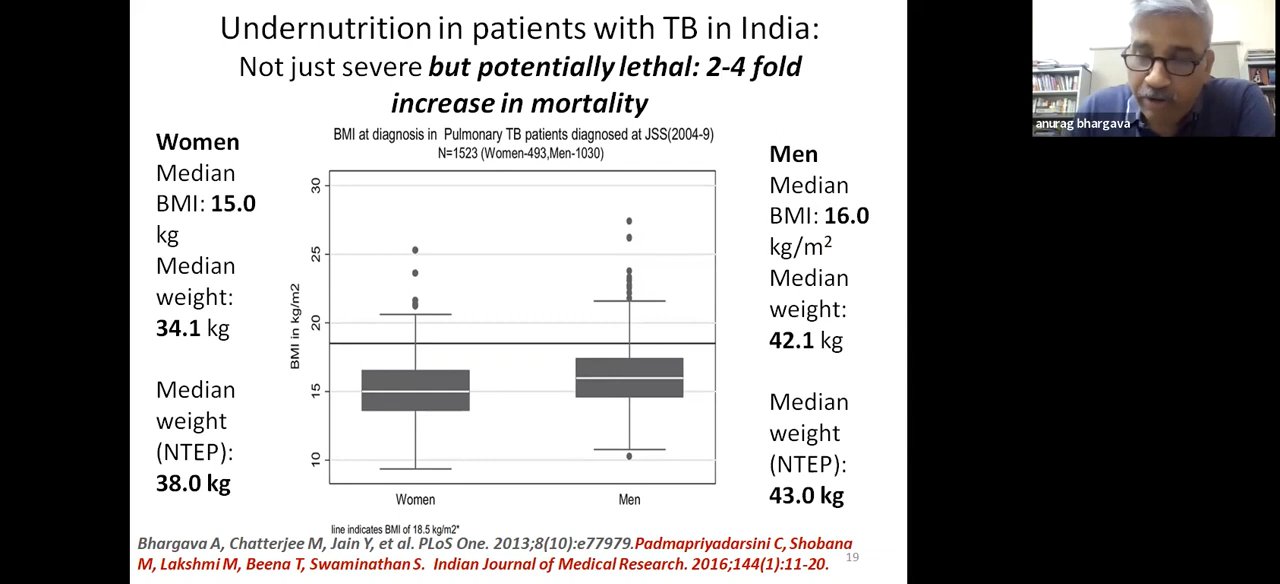 Undernutrition in patients with TB in India:
Not just severe but potentially lethal: 2-4 fold
increase in mortality
Women
Median
BMI: 15.0
kg
Median
weight:
34.1 kg
Median
weight
(NTEP):
38.0 kg
BMI at diagnosis in Pulmonary TB patients diagnosed at JSS(2004-9)
N=1523 (Women-493,Men-1030)
BMI in kg/m2
30
25
20
15
10
Women
Men
line indicates BMI of 18.5 kg/m2*
Men
Median
BMI: 16.0
kg/m²
Median
weight:
42.1 kg
Median
weight
(NTEP):
43.0 kg
Bhargava A, Chatterjee M, Jain Y, et al. PLoS One. 2013;8(10):e77979.Padmapriyadarsini C, Shobana
M, Lakshmi M, Beena T, Swaminathan S. Indian Journal of Medical Research. 2016;144(1):11-20.
19
anurag bhargava